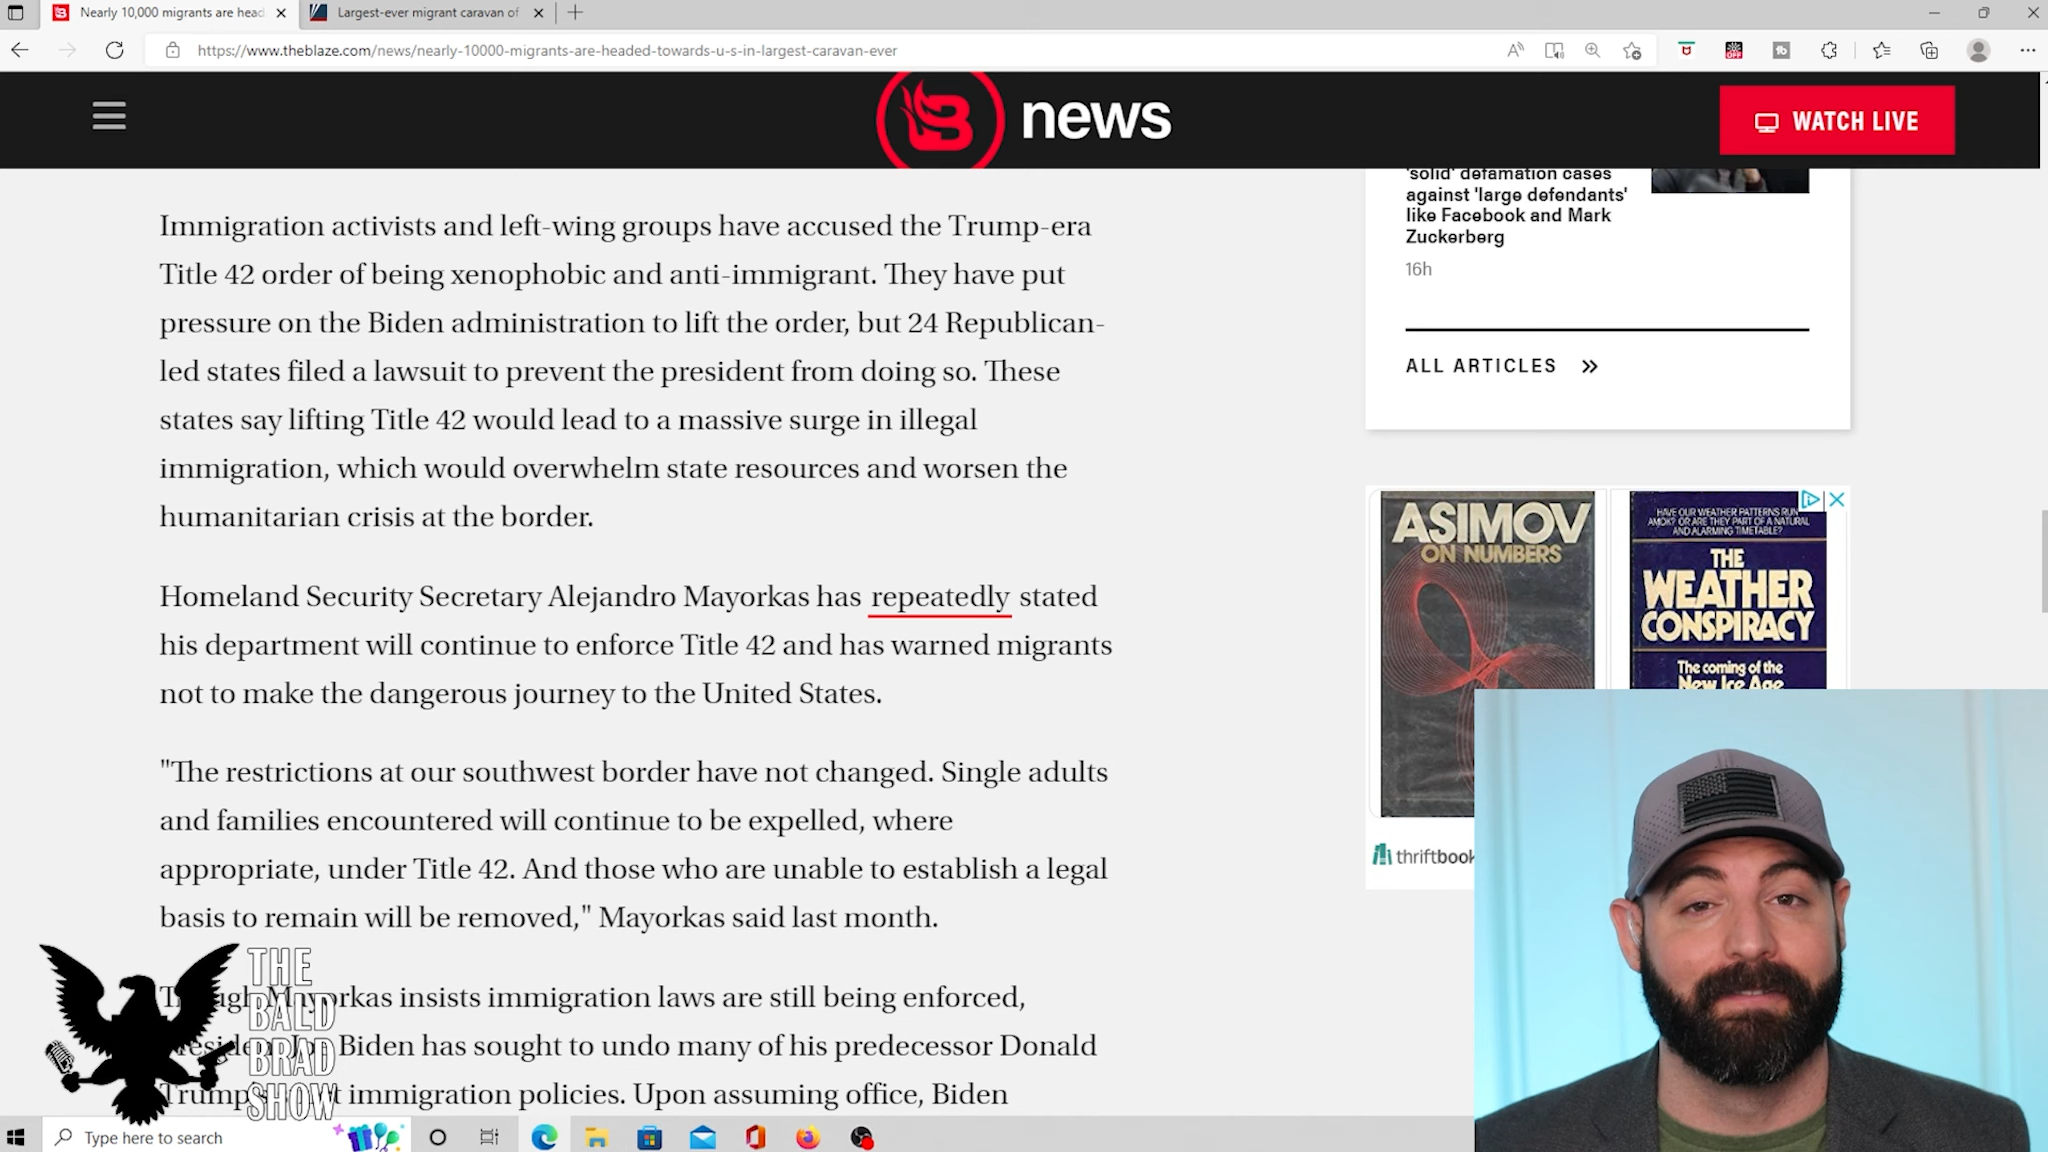 Nearly 10,000 migrants are head
Largest-ever migrant caravan of
https://www.theblaze.com/news/nearly-10000-migrants-are-headed-towards-u-s-in-largest-caravan-ever
news
WATCH LIVE
Immigration activists and left-wing groups have accused the Trump-era
Title 42 order of being xenophobic and anti-immigrant. They have put
pressure on the Biden administration to lift the order, but 24 Republican-
led states filed a lawsuit to prevent the president from doing so. These
states say lifting Title 42 would lead to a massive surge in illegal
immigration, which would overwhelm state resources and worsen the
humanitarian crisis at the border.
Homeland Security Secretary Alejandro Mayorkas has repeatedly stated
his department will continue to enforce Title 42 and has warned migrants
not to make the dangerous journey to the United States.
"The restrictions at our southwest border have not changed. Single adults
and families encountered will continue to be expelled, where
appropriate, under Title 42. And those who are unable to establish a legal
basis to remain will be removed," Mayorkas said last month.
Mayorkas insists immigration laws are still being enforced,
Biden has sought to undo many of his predecessor Donald
immigration policies. Upon assuming office, Biden
'solid' defamation cases
against 'large defendants'
like Facebook and Mark
Zuckerberg
16h
ALL ARTICLES »
ASIMOV
ON NUMBERS
HAVE OUR WEATHER PATTERNS RUN
AMOK? OR ARE THEY PART OF A NATURAL
AND ALARMING TIMETABLE?
THE
WEATHER
CONSPIRACY
The coming of the
New Ice Age
thriftbook
THE
BALD
BRAD
SHOW
Type here to search